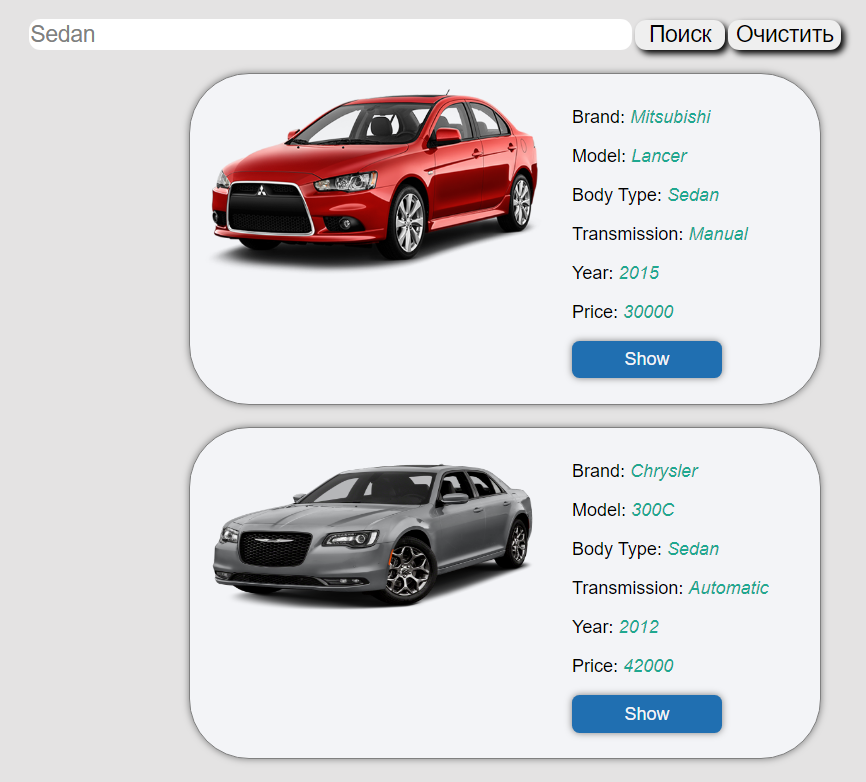 Sedan Поиск Очистить
Brand: Mitsubishi
Model: Lancer
Body Type: Sedan
Transmission: Manual
Year: 2015
Price: 30000
Show
Brand: Chrysler
Model: 300C
Body Type: Sedan
Transmission: Automatic
Year: 2012
Price: 42000
Show